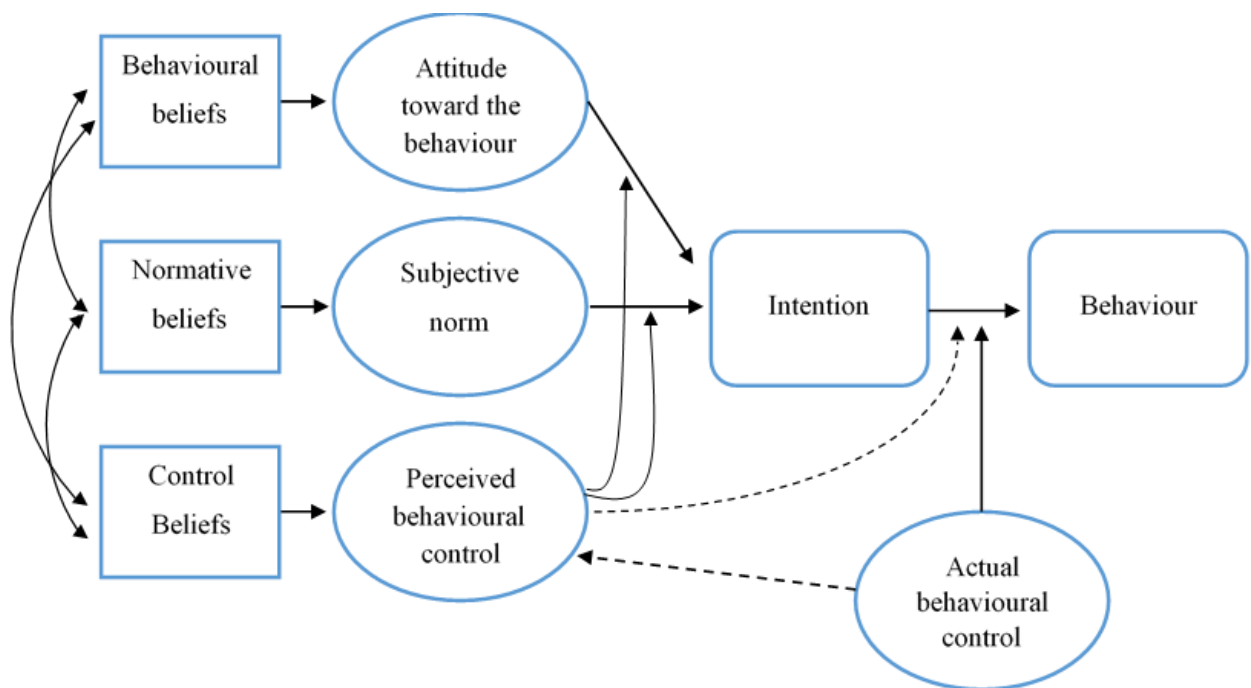 Behavioural
beliefs
Attitude
toward the
behaviour
Normative
beliefs
Subjective
norm
Intention
Behaviour
Control
Beliefs
Perceived
behavioural
control
Actual
behavioural
control